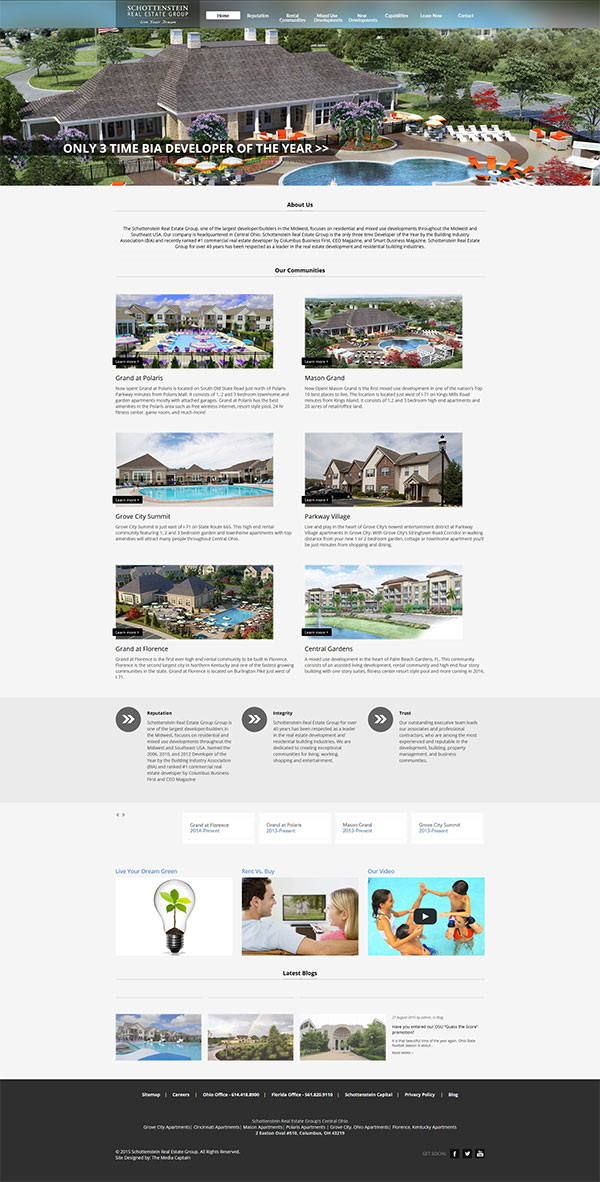 SCHOTTENSTEIN
REAL ESTATE GROUP
Live Your Dream
Home
Reputation
Rental
Communities
Mixed Use
Developments
New
Developments
Capabilities
Lease Now
Contact
ONLY 3 TIME BIA DEVELOPER OF THE YEAR >>
About Us
The Schottenstein Real Estate Group, one of the largest developer/builders in the Midwest, focuses on residential and mixed use developments throughout the Midwest and
Southeast USA. Our company is headquartered in Central Ohio. Schottenstein Real Estate Group is the only three time Developer of the Year by the Building Industry
Association (BIA) and recently ranked #1 commercial real estate developer by Columbus Business First, CEO Magazine, and Smart Business Magazine. Schottenstein Real Estate
Group for over 40 years has been respected as a leader in the real estate development and residential building industries.
Our Communities
Learn more +
Learn more +
Grand at Polaris
Now open! Grand at Polaris is located on South Old State Road just north of Polaris
Parkway minutes from Polaris Mall. It consists of 1, 2 and 3 bedroom townhome and
garden apartments mostly with attached garages. Grand at Polaris has the best
amenities in the Polaris area such as free wireless internet, resort style pool, 24 hr
fitness center, game room, and much more!
Mason Grand
Now Open! Mason Grand is the first mixed use development in one of the nation's Top
10 best places to live. The location is located just west of I-71 on Kings Mills Road
minutes from Kings Island. It consists of 1,2 and 3 bedroom high end apartments and
20 acres of retail/office land.
Learn more +
Learn more +
Grove City Summit
Grove City Summit is just east of I-71 on State Route 665. This high end rental
community featuring 1, 2 and 3 bedroom garden and townhome apartments with top
amenities will attract many people throughout Central Ohio.
Parkway Village
Live and play in the heart of Grove City's newest entertainment district at Parkway
Village apartments in Grove City. With Grove City's Stringtown Road Corridor in walking
distance from your new 1 or 2 bedroom garden, cottage or townhome apartment you'll
be just minutes from shopping and dining.
Learn more +
Learn more +
Grand at Florence
Grand at Florence is the first ever high end rental community to be built in Florence.
Florence is the second largest city in Northern Kentucky and one of the fastest growing
communities in the state. Grand at Florence is located on Burlington Pike just west of
I-71.
Central Gardens
A mixed use development in the heart of Palm Beach Gardens, FL. This community
consists of an assisted living development, rental community and high end four story
building with one story suites, fitness center resort style pool and more coming in 2016.
Reputation
Schottenstein Real Estate Group Group is
one of the largest developer/builders in
the Midwest, focuses on residential and
mixed use developments throughout the
Midwest and Southeast USA. Named the
2006, 2010, and 2012 Developer of the
Year by the Building Industry Association
(BIA) and ranked #1 commercial real
estate developer by Columbus Business
First and CEO Magazine
Integrity
Schottenstein Real Estate Group for over
40 years has been respected as a leader
in the real estate development and
residential building industries. We are
dedicated to creating exceptional
communities for living, working,
shopping and entertainment.
Trust
Our outstanding executive team leads
our associates and professional
contractors, who are among the most
experienced and reputable in the
development, building, property
management, and business
communities.
Grand at Florence
2014-Present
Grand at Polaris
2013-Present
Mason Grand
2013-Present
Grove City Summit
2013-Present
Live Your Dream Green
Rent Vs. Buy
Our Video
Latest Blogs
27 August 2015 by admin, in Blog
Have you entered our OSU "Guess the Score"
promotion?
It is that beautiful time of the year again. Ohio State
football season is about...
READ MORE >
Sitemap | Careers | Ohio Office - 614.418.8900 | Florida Office - 561.820.9110 | Schottenstein Capital | Privacy Policy | Blog
Schottenstein Real Estate Group's Central Ohio
Grove City Apartments| Cincinnati Apartments| Mason Apartments| Polaris Apartments | Grove City, Ohio Apartments| Florence, Kentucky Apartments
2 Easton Oval #510, Columbus, OH 43219
© 2015 Schottenstein Real Estate Group. All Rights Reserved.
Site Designed by: The Media Captain
GET SOCIAL